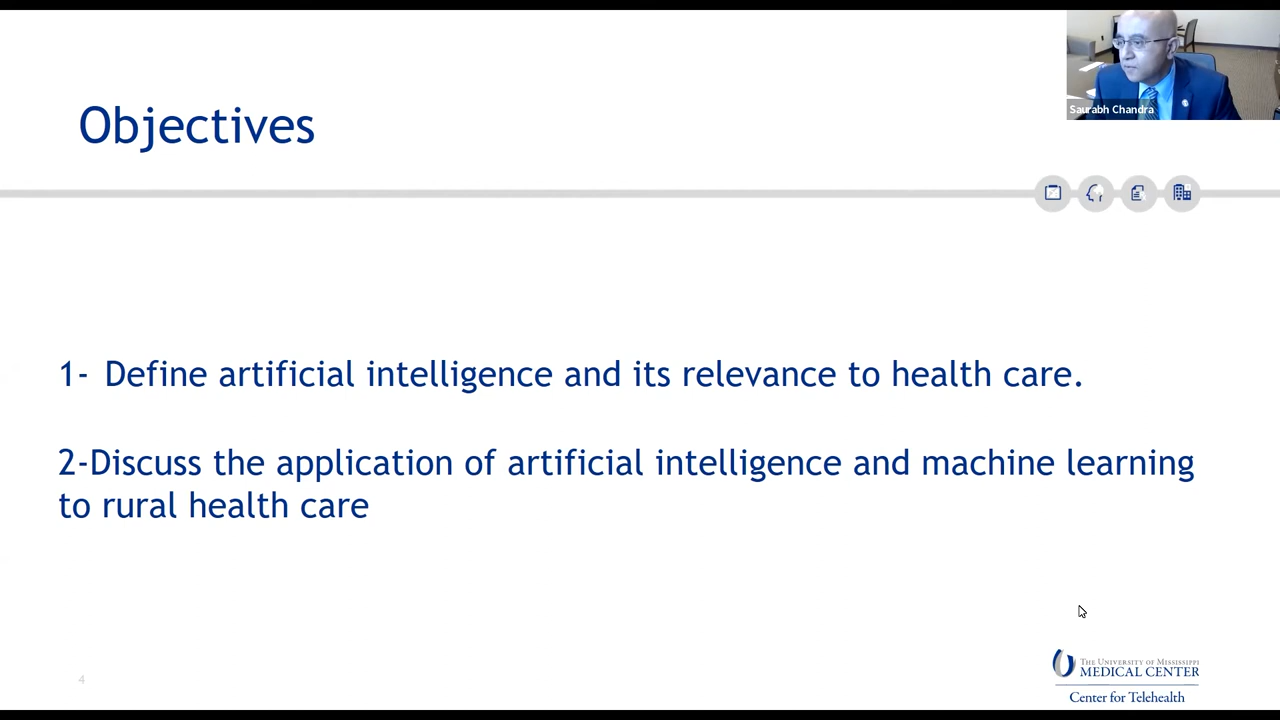 Saurabh Chandra
Objectives
1- Define artificial intelligence and its relevance to health care.
2-Discuss the application of artificial intelligence and machine learning
to rural health care
4
THE UNIVERSITY OF MISSISSIPPI
MEDICAL CENTER
Center for Telehealth